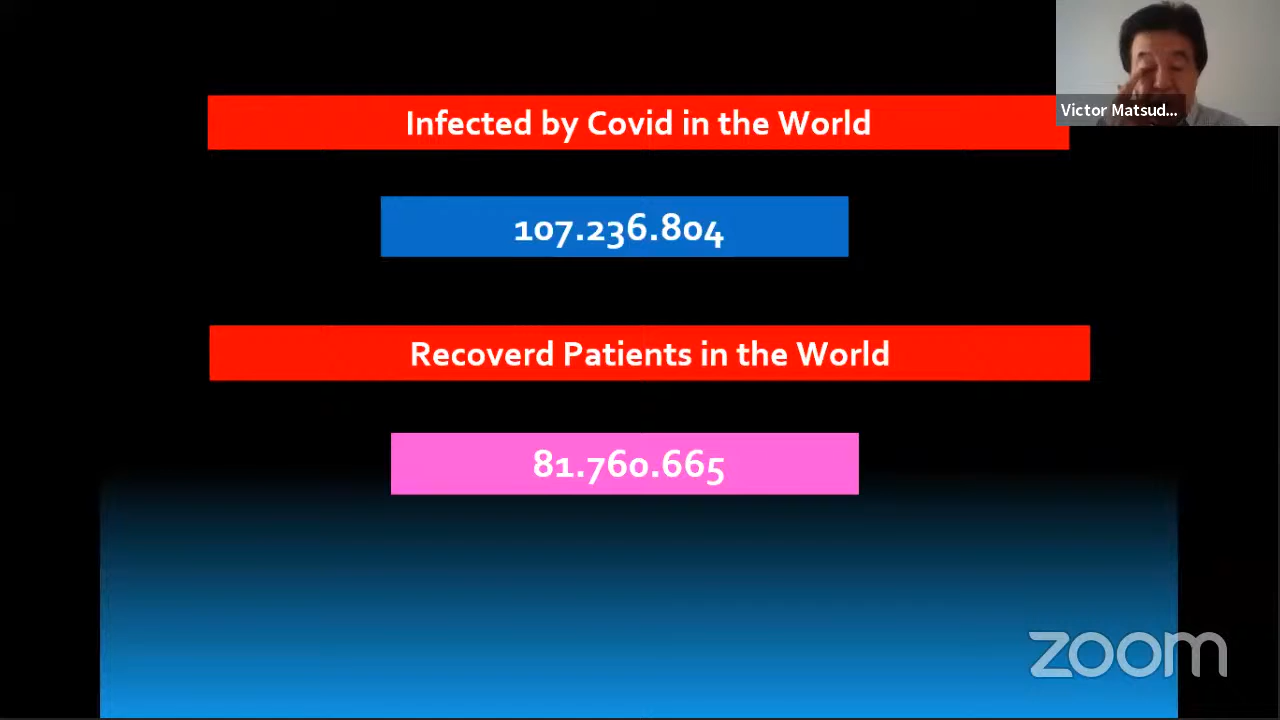 Infected by Covid in the World
Victor Matsud...
107.236.804
Recoverd Patients in the World
81.760.665
zoom